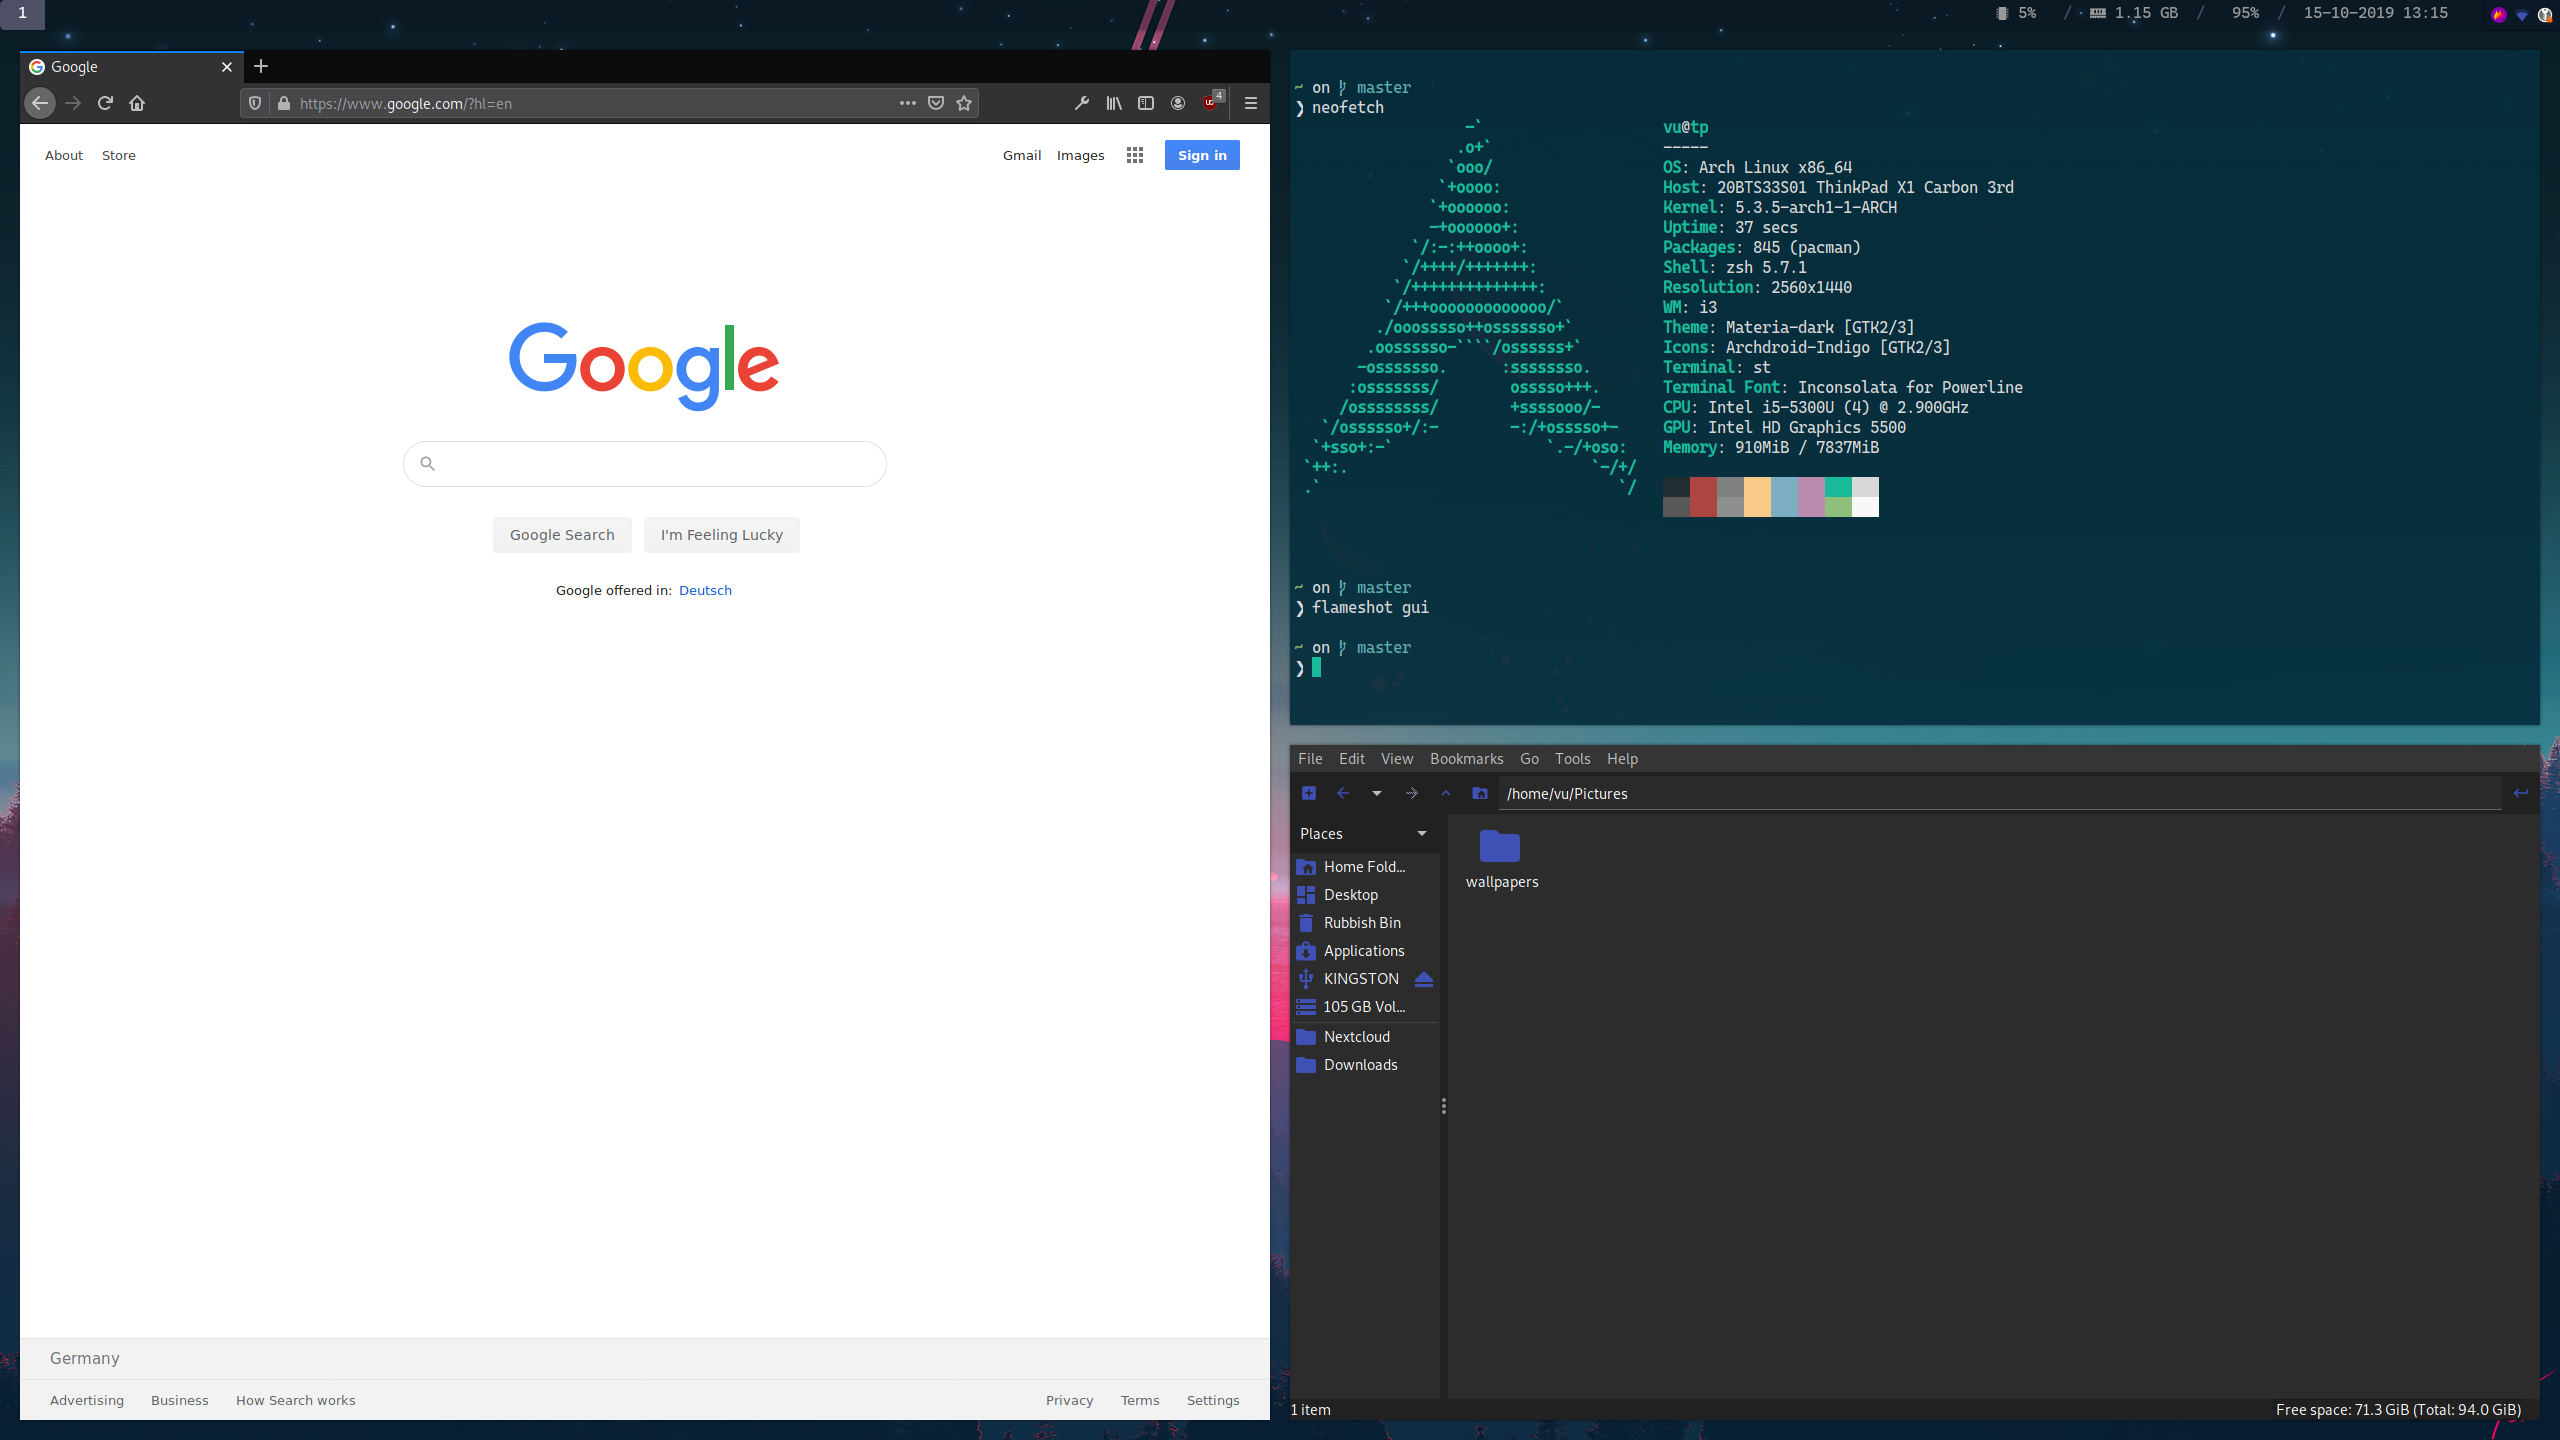 1
5% / 1.15 GB / 95% / 15-10-2019 13:15
Google
https://www.google.com/?hl=en
4
About Store
Gmail Images Sign in
Google
Google Search I'm Feeling Lucky
Google offered in: Deutsch
Germany
Advertising Business How Search works
Privacy Terms Settings
~ on master
❯ neofetch
vu@tp
-----
OS: Arch Linux x86_64
Host: 20BTS33S01 ThinkPad X1 Carbon 3rd
Kernel: 5.3.5-arch1-1-ARCH
Uptime: 37 secs
Packages: 845 (pacman)
Shell: zsh 5.7.1
Resolution: 2560x1440
WM: i3
Theme: Materia-dark [GTK2/3]
Icons: Archdroid-Indigo [GTK2/3]
Terminal: st
Terminal Font: Inconsolata for Powerline
CPU: Intel i5-5300U (4) @ 2.900GHz
GPU: Intel HD Graphics 5500
Memory: 910MiB / 7837MiB
~ on master
❯ flameshot gui
~ on master
❯
File Edit View Bookmarks Go Tools Help
/home/vu/Pictures
Places
Home Fold...
Desktop
Rubbish Bin
Applications
KINGSTON
105 GB Vol...
Nextcloud
Downloads
wallpapers
1 item
Free space: 71.3 GiB (Total: 94.0 GiB)